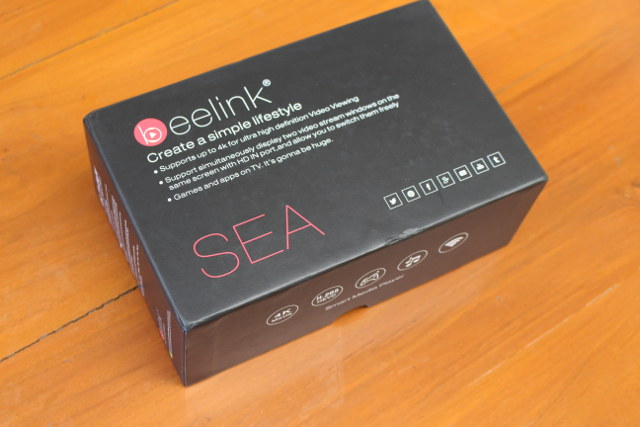 beelink®
Create a simple lifestyle
• Supports up to 4k for ultra high definition Video Viewing
• Support simultaneously display two video stream windows on the
same screen with HD IN port,and allow you to switch them freely
• Games and apps on TV. It's gonna be huge.
SEA
4K
H.265
Smart Media Player